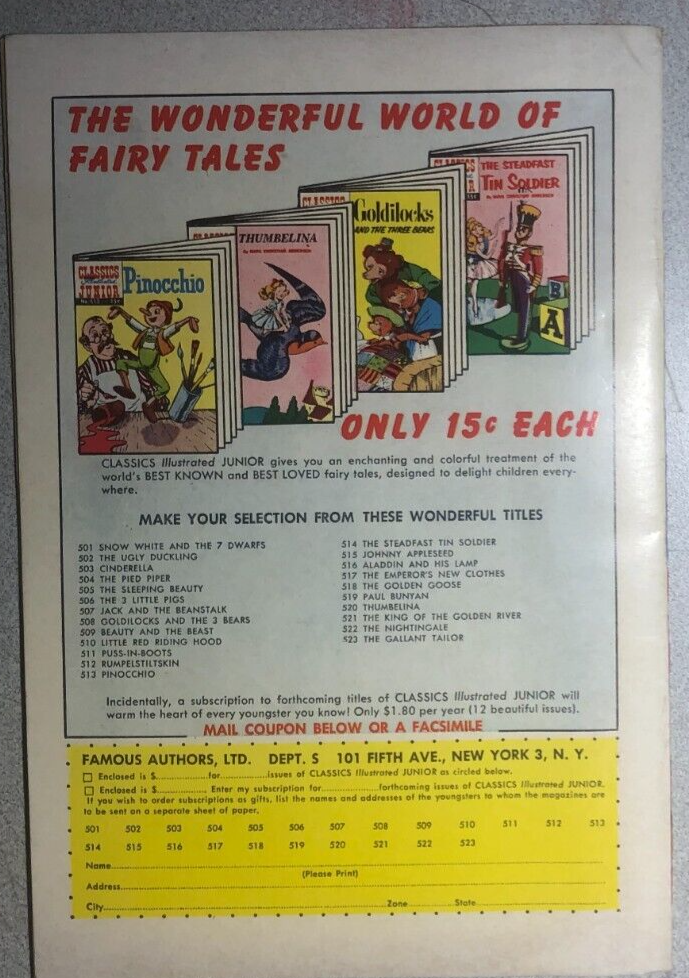 THE WONDERFUL WORLD OF
FAIRY TALES
CLASSICS
Illustrated
JUNIOR
Pinocchio
THUMBELINA
By HANS CHRISTIAN ANDERSEN
CLASSICS
Goldilocks
AND THE THREE BEARS
CLASSICS
THE STEADFAST
TIN SOLDIER
By HANS CHRISTIAN ANDERSEN
B
A
ONLY 15¢ EACH
CLASSICS Illustrated JUNIOR gives you an enchanting and colorful treatment of the
world's BEST KNOWN and BEST LOVED fairy tales, designed to delight children every-
where.
MAKE YOUR SELECTION FROM THESE WONDERFUL TITLES
501 SNOW WHITE AND THE 7 DWARFS
502 THE UGLY DUCKLING
503 CINDERELLA
504 THE PIED PIPER
505 THE SLEEPING BEAUTY
506 THE 3 LITTLE PIGS
507 JACK AND THE BEANSTALK
508 GOLDILOCKS AND THE 3 BEARS
509 BEAUTY AND THE BEAST
510 LITTLE RED RIDING HOOD
511 PUSS-IN-BOOTS
512 RUMPELSTILTSKIN
513 PINOCCHIO
514 THE STEADFAST TIN SOLDIER
515 JOHNNY APPLESEED
516 ALADDIN AND HIS LAMP
517 THE EMPEROR'S NEW CLOTHES
518 THE GOLDEN GOOSE
519 PAUL BUNYAN
520 THUMBELINA
521 THE KING OF THE GOLDEN RIVER
522 THE NIGHTINGALE
523 THE GALLANT TAILOR
Incidentally, a subscription to forthcoming titles of CLASSICS Illustrated JUNIOR will
warm the heart of every youngster you know! Only $1.80 per year (12 beautiful issues).
MAIL COUPON BELOW OR A FACSIMILE
FAMOUS AUTHORS, LTD. DEPT. S 101 FIFTH AVE., NEW YORK 3, N. Y.
Enclosed is $..................for..................issues of CLASSICS Illustrated JUNIOR as circled below.
Enclosed is $.................. Enter my subscription for..................forthcoming issues of CLASSICS Illustrated JUNIOR.
If you wish to order subscriptions as gifts, list the names and addresses of the youngsters to whom the magazines are
to be sent on a separate sheet of paper.
501 502 503 504 505 506 507 508 509 510 511 512 513
514 515 516 517 518 519 520 521 522 523
Name
(Please Print)
Address
City..................Zone..................State..................